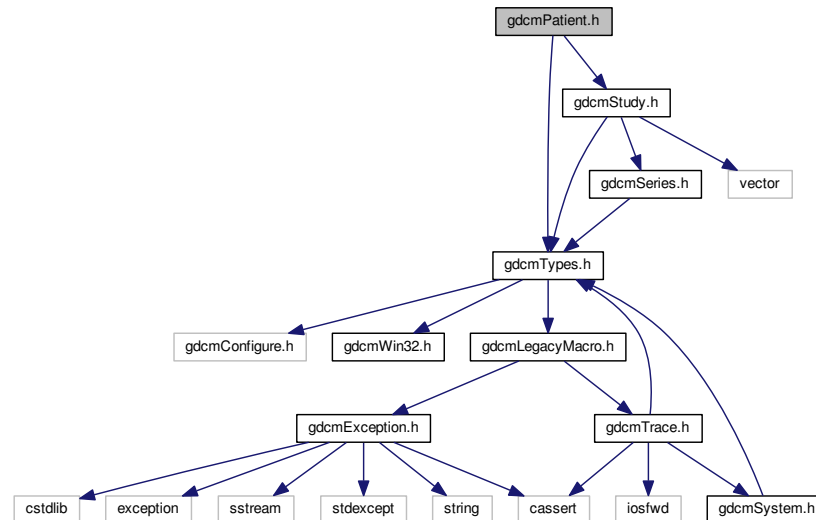 gdcmPatient.h
gdcmStudy.h
gdcmSeries.h
vector
gdcmTypes.h
gdcmConfigure.h
gdcmWin32.h
gdcmLegacyMacro.h
gdcmException.h
gdcmTrace.h
cstdlib
exception
sstream
stdexcept
string
cassert
iosfwd
gdcmSystem.h